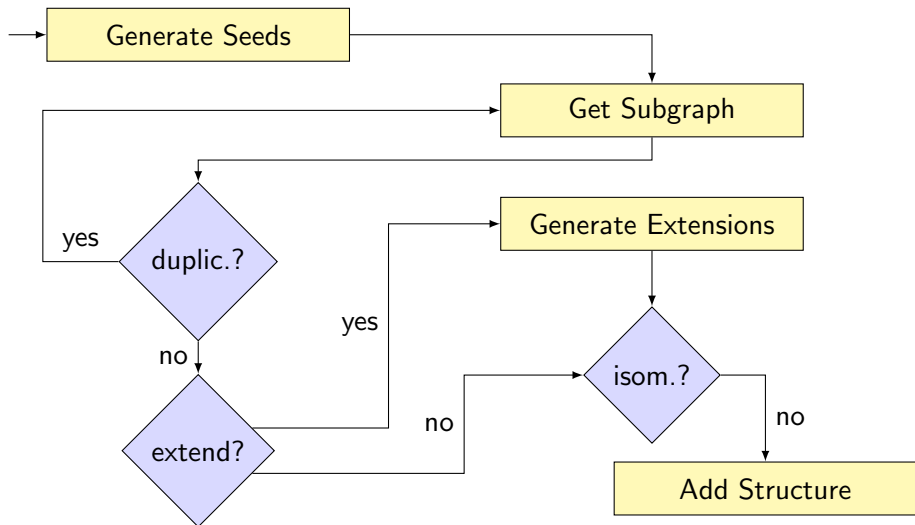 Generate Seeds
Get Subgraph
Generate Extensions
yes
duplic.?
yes
no
isom.?
no
no
extend?
Add Structure